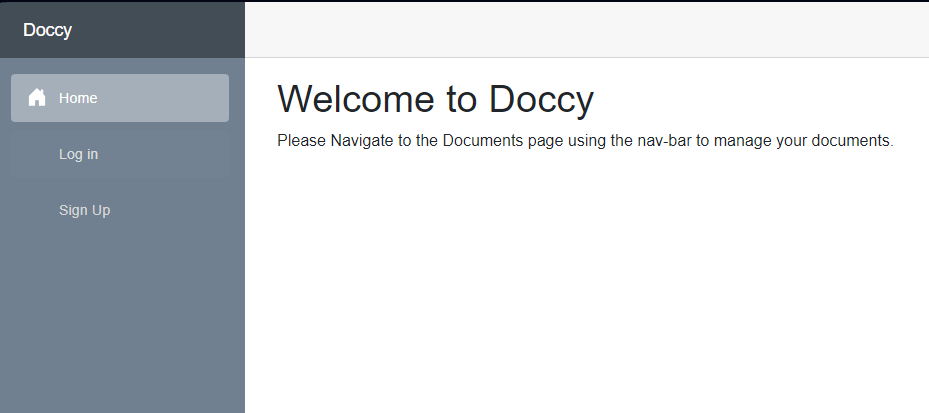 Doccy
Home
Log in
Sign Up
Welcome to Doccy
Please Navigate to the Documents page using the nav-bar to manage your documents.